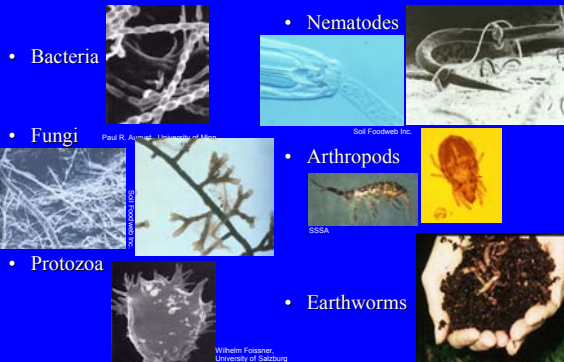 • Bacteria
Paul R. August, University of Minn
• Fungi
Soil Foodweb Inc.
• Protozoa
Wilhelm Foissner,
University of Salzburg
• Nematodes
Soil Foodweb Inc.
• Arthropods
SSSA
• Earthworms